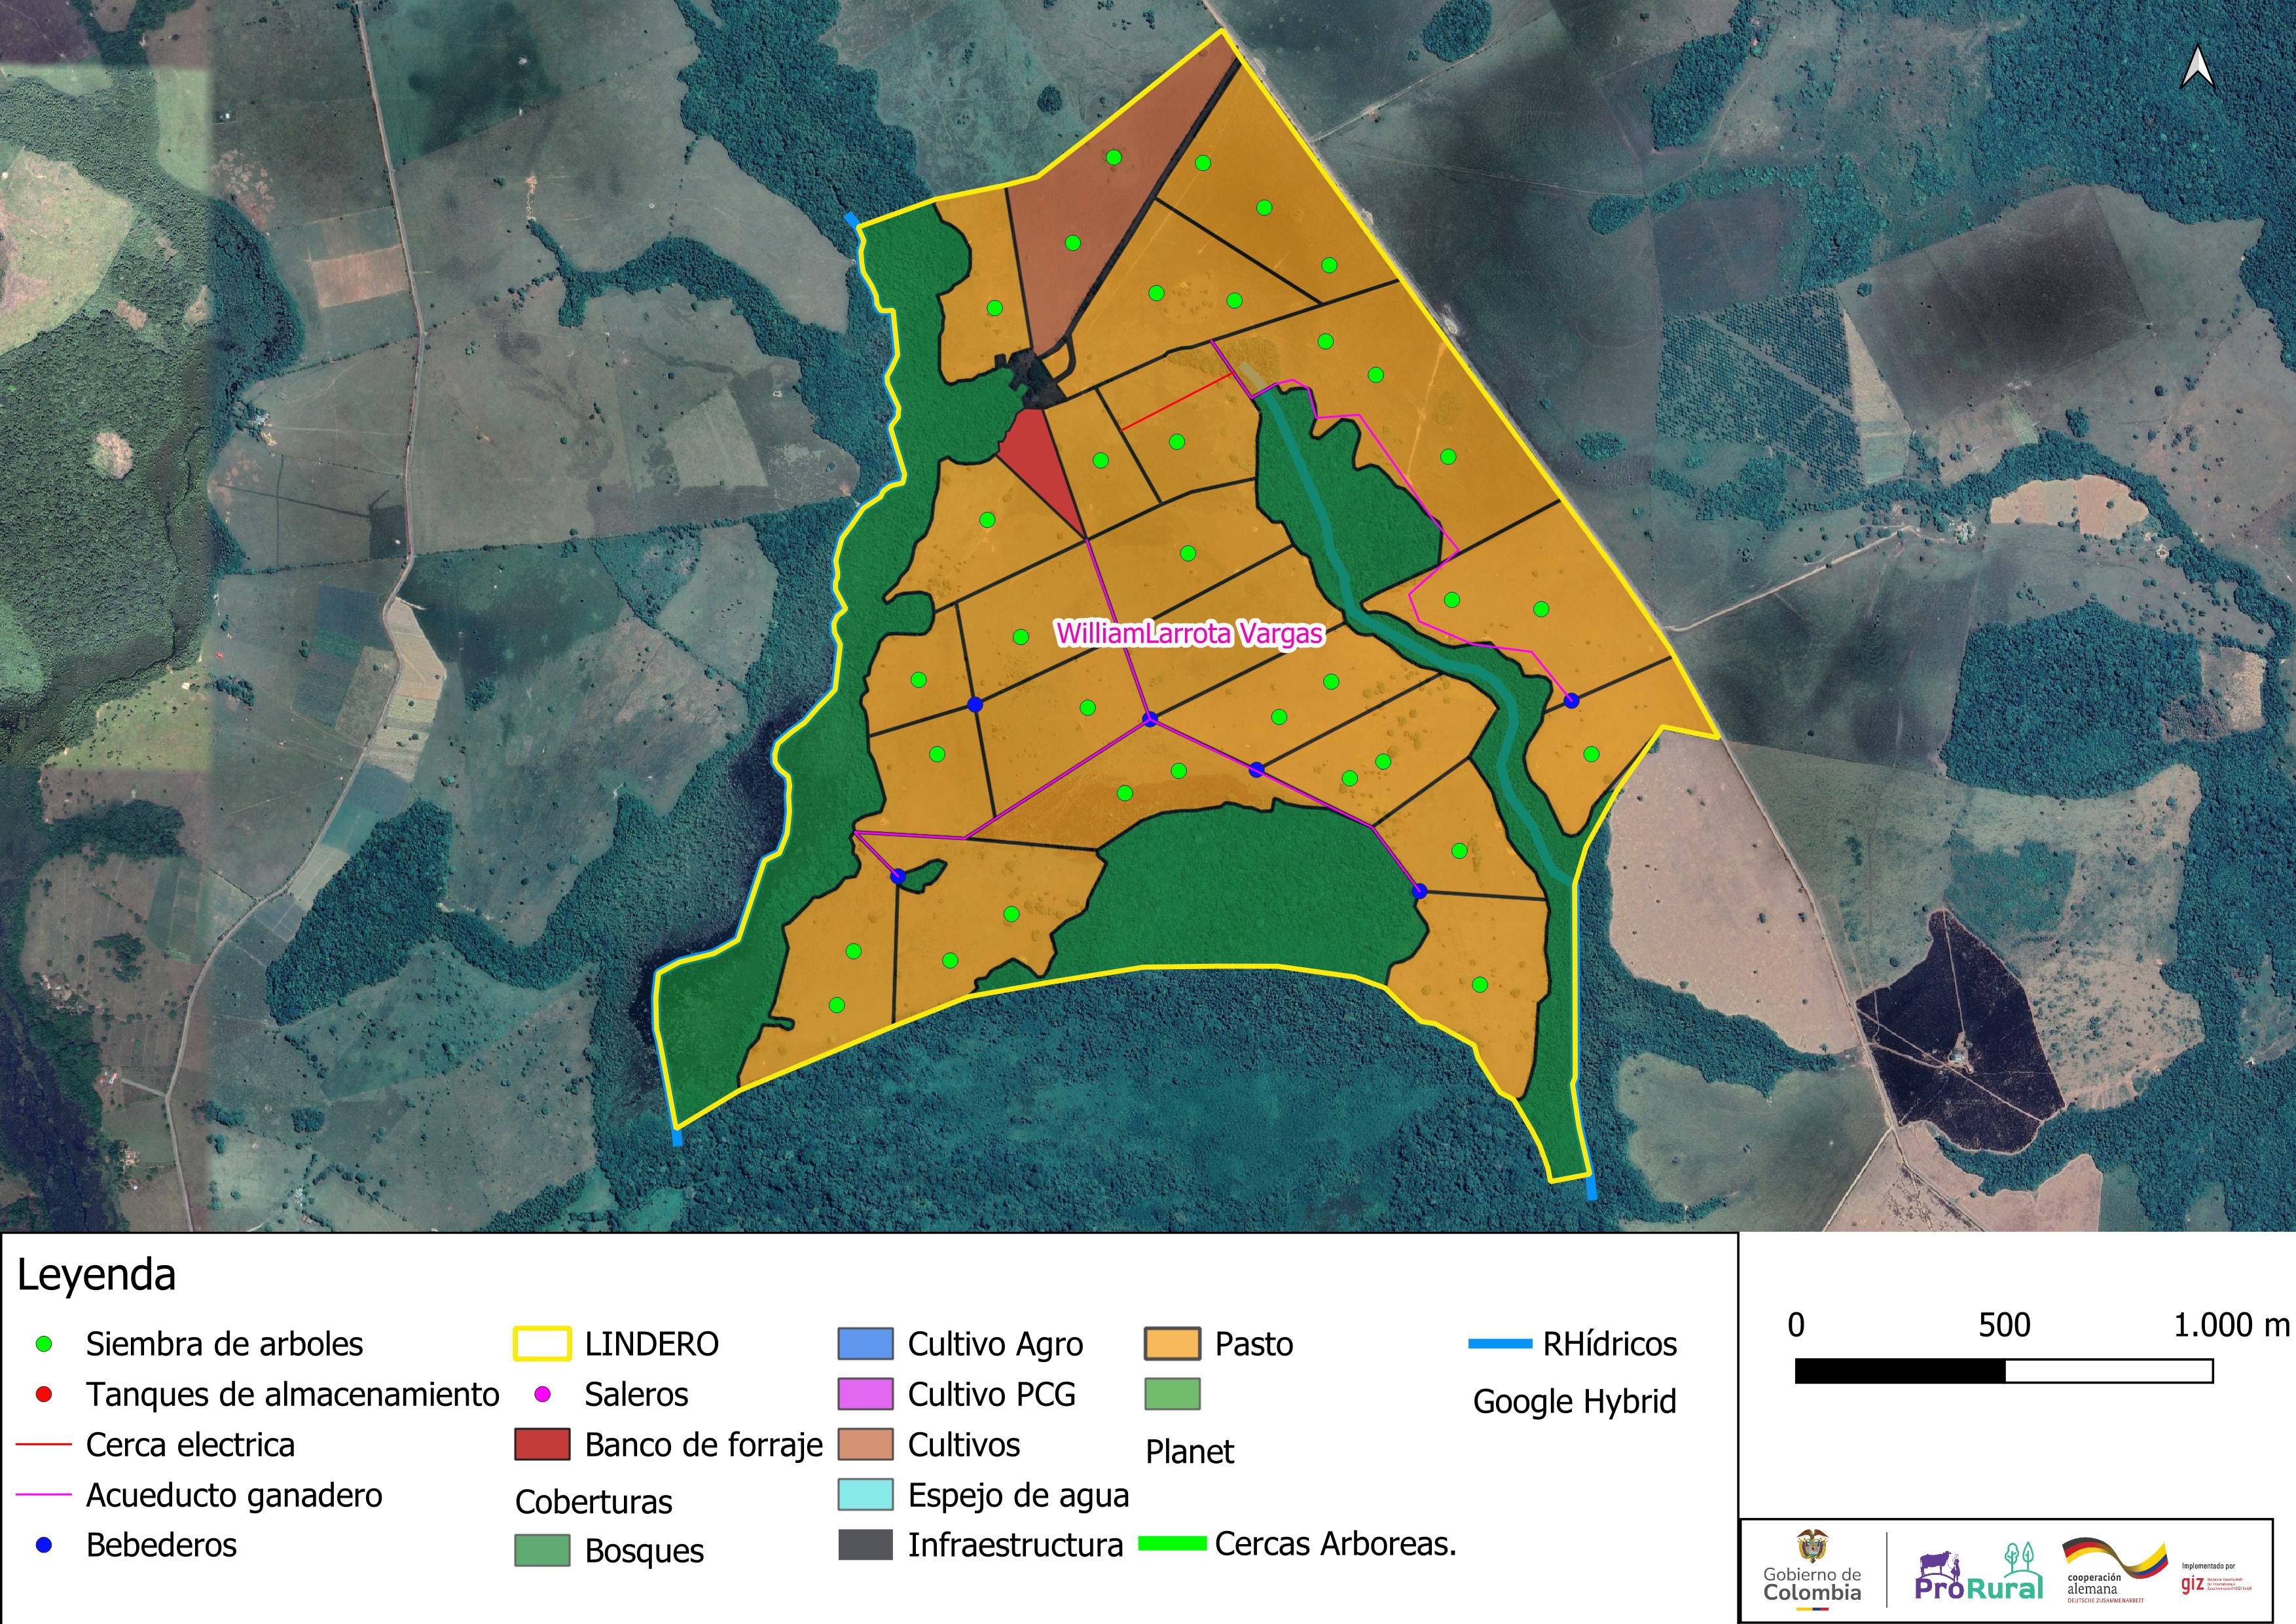 WilliamLarrota Vargas
Leyenda
Siembra de arboles
Tanques de almacenamiento
Cerca electrica
Acueducto ganadero
Bebederos
LINDERO
Saleros
Banco de forraje
Coberturas
Bosques
Cultivo Agro
Cultivo PCG
Cultivos
Espejo de agua
Infraestructura
Pasto
Planet
Cercas Arboreas.
RHídricos
Google Hybrid
0 500 1.000 m
Gobierno de
Colombia
ProRural
cooperación
alemana
DEUTSCHE ZUSAMMENARBEIT
Implementado por
giz